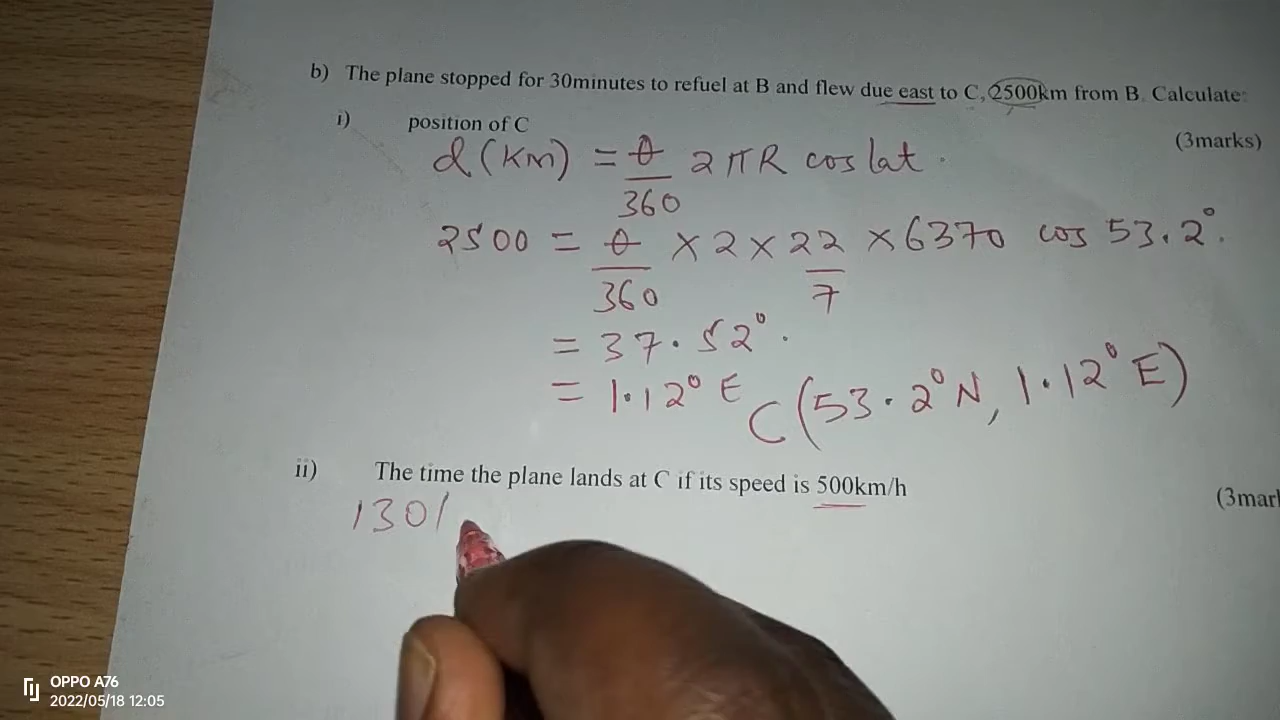 b) The plane stopped for 30minutes to refuel at B and flew due east to C, 2500km from B. Calculate:
i) position of C
(3marks)
d (Km) = θ/360 2πR cos lat.
2500 = θ/360 × 2 × 22/7 × 6370 cos 53.2°.
= 37.52°.
= 1.12° E
C(53.2°N, 1.12°E)
ii) The time the plane lands at C if its speed is 500km/h
(3mar
130
OPPO A76
2022/05/18 12:05